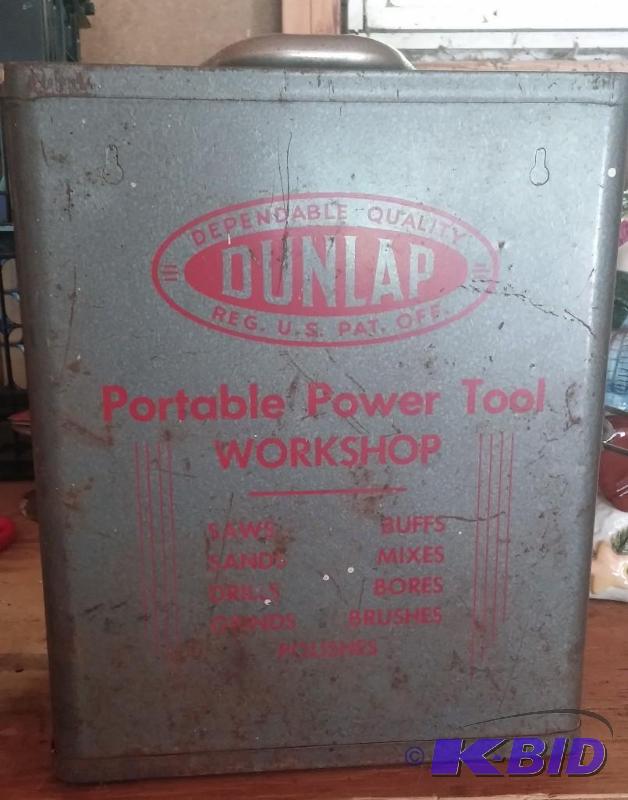 DEPENDABLE QUALITY
DUNLAP
REG. U.S. PAT. OFF.
Portable Power Tool
WORKSHOP
SAWS BUFFS
SANDS MIXES
DRILLS BORES
GRINDS BRUSHES
POLISHES
© K-BID